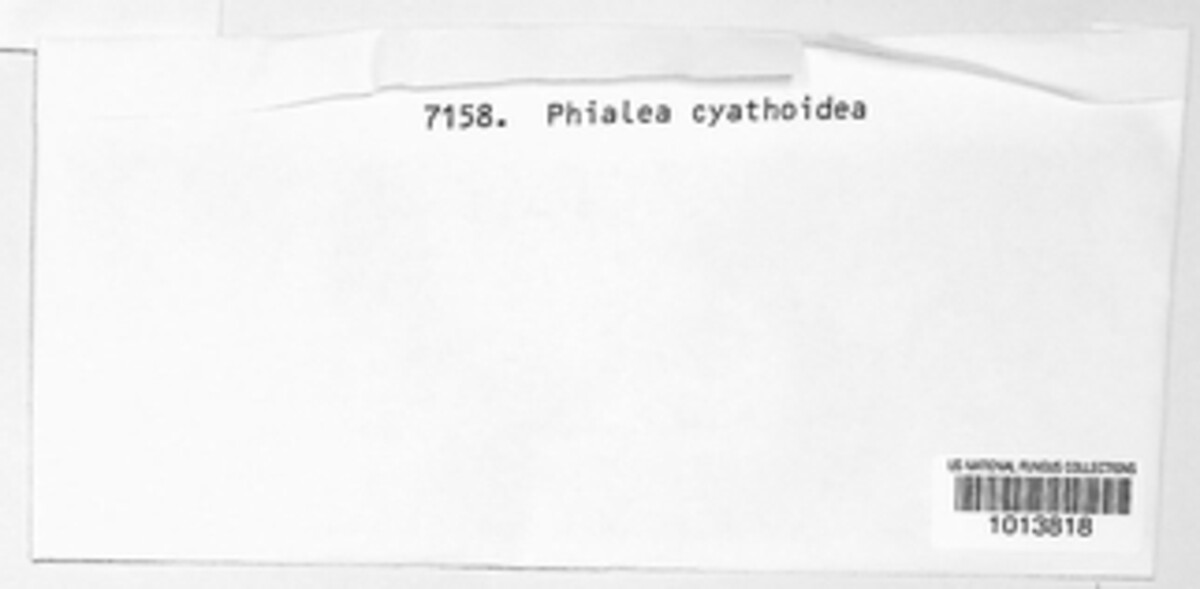 7158. Phialea cyathoidea
US NATIONAL FUNGUS COLLECTIONS
1013818